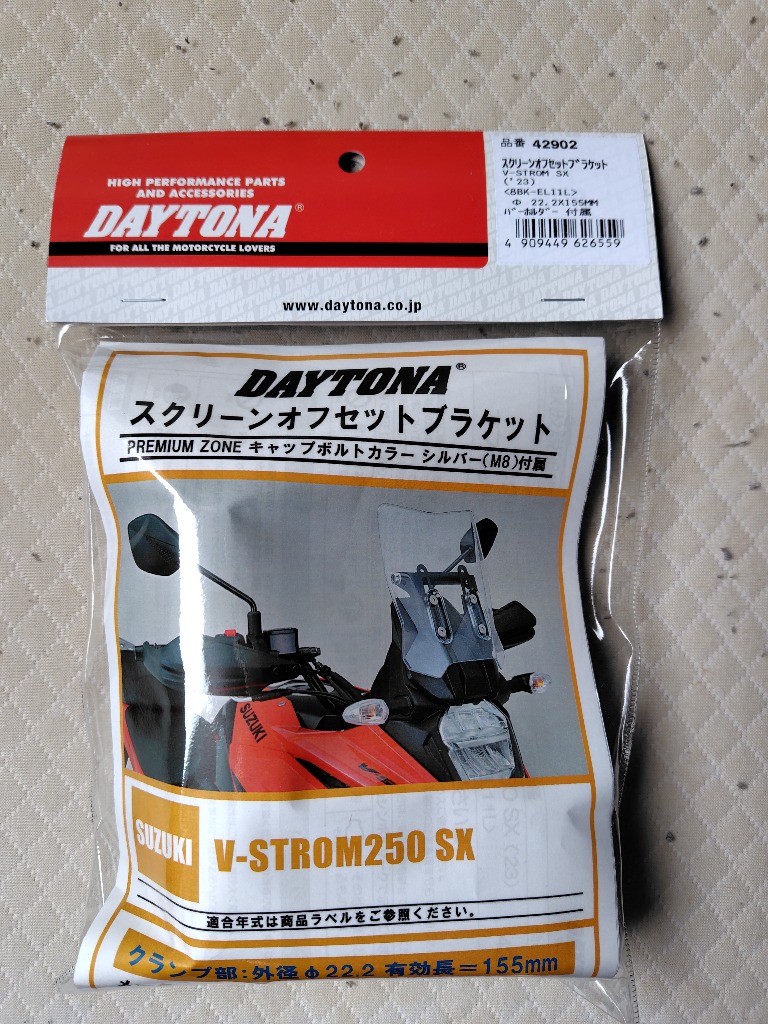 HIGH PERFORMANCE PARTS
AND ACCESSORIES
DAYTONA®
FOR ALL THE MOTORCYCLE LOVERS
品番 42902
スクリーンオフセットブラケット
V-STROM SX
('23)
<8BK-EL11L>
Φ 22.2X155MM
バーホルダー 付属
4 909449 626559
www.daytona.co.jp
DAYTONA®
スクリーンオフセットブラケット
PREMIUM ZONE キャップボルトカラー シルバー(M8)付属
SUZUKI
SUZUKI
V-STROM250 SX
適合年式は商品ラベルをご参照ください。
クランプ部:外径φ22.2 有効長=155mm